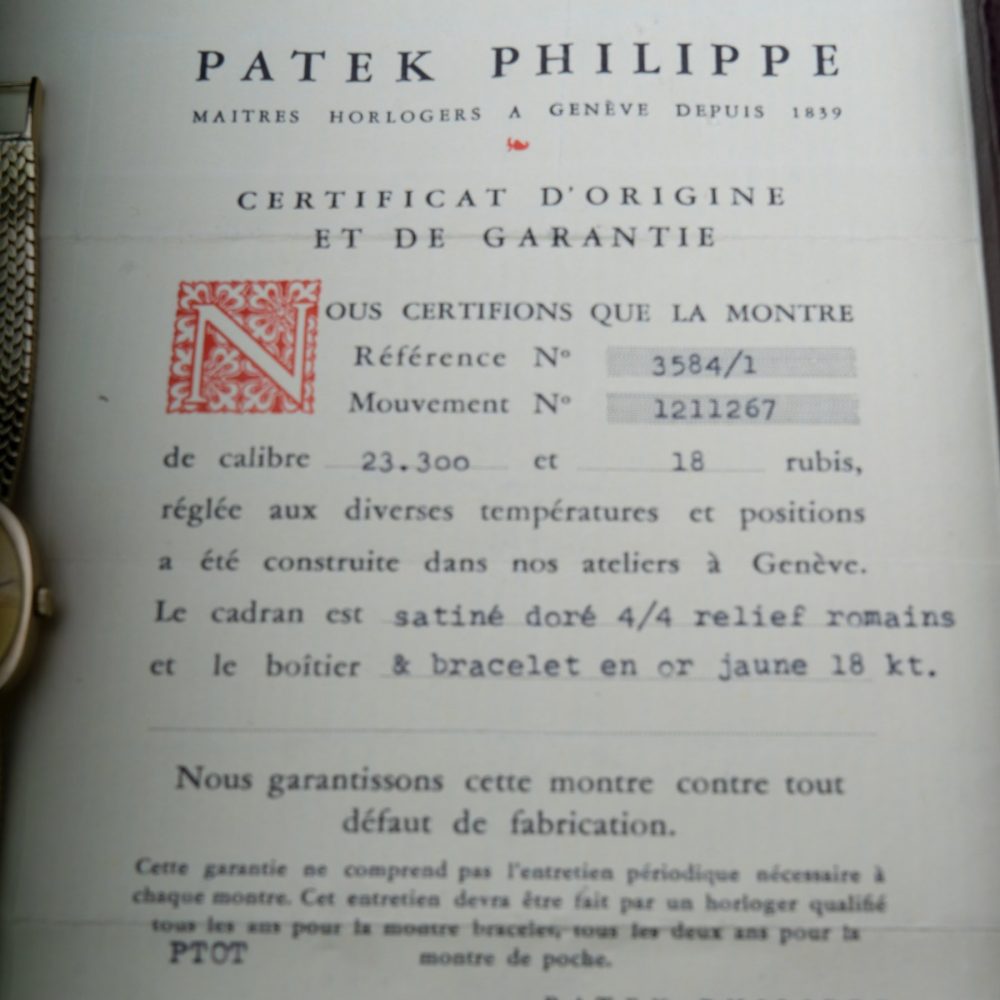 PATEK PHILIPPE
MAITRES HORLOGERS A GENÈVE DEPUIS 1839
CERTIFICAT D'ORIGINE
ET DE GARANTIE
NOUS CERTIFIONS QUE LA MONTRE
Référence Nº 3584/1
Mouvement Nº 1211267
de calibre 23.300 et 18 rubis,
réglée aux diverses températures et positions
a été construite dans nos ateliers à Genève.
Le cadran est satiné doré 4/4 relief romains
et le boîtier & bracelet en or jaune 18 kt.
Nous garantissons cette montre contre tout
défaut de fabrication.
Cette garantie ne comprend pas l'entretien périodique nécessaire à
chaque montre. Cet entretien devra être fait par un horloger qualifié
tous les ans pour la montre bracelet, tous les deux ans pour la
PTOT montre de poche.